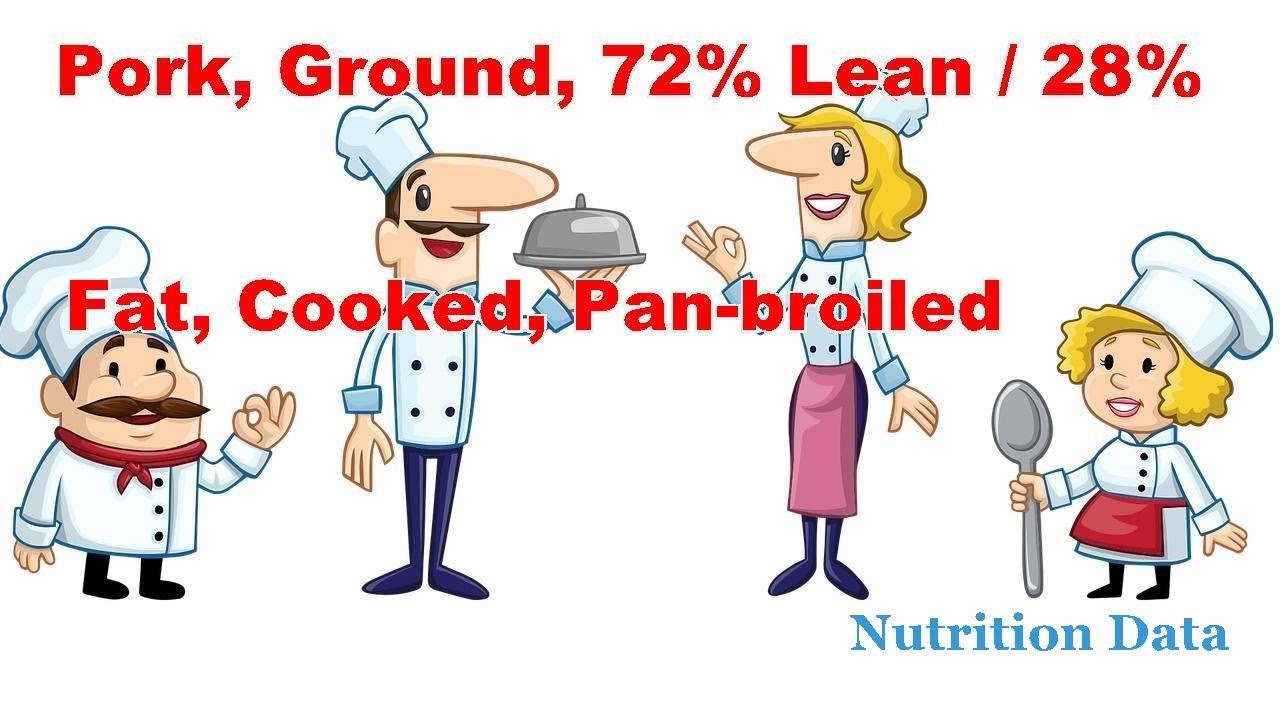 Pork, Ground, 72% Lean / 28%
Fat, Cooked, Pan-broiled
Nutrition Data